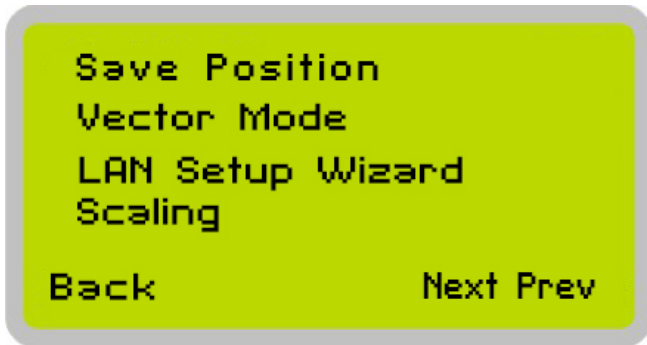 Save Position
Vector Mode
LAN Setup Wizard
Scaling
Back Next Prev